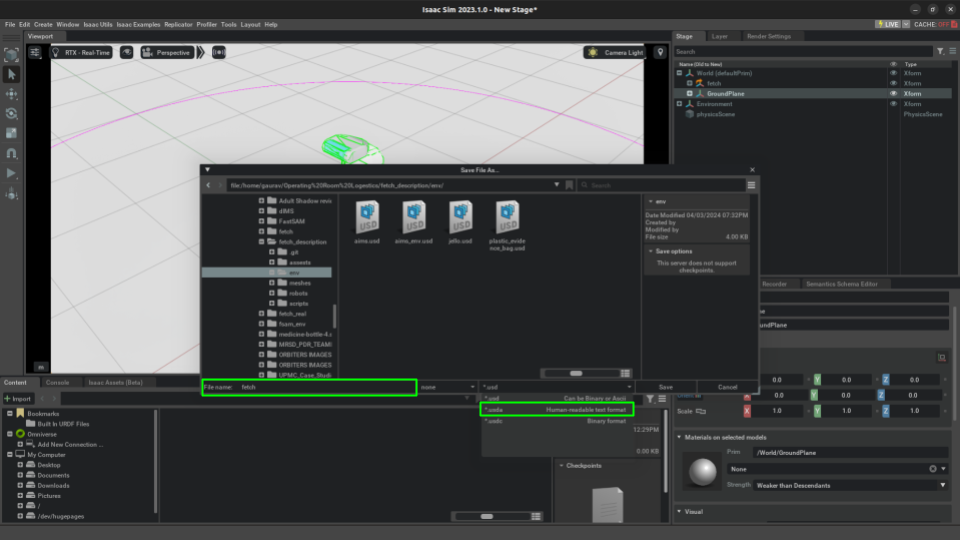 Isaac Sim 2023.1.0 - New Stage*
File Edit Create Window Isaac Utils Isaac Examples Replicator Profiler Tools Layout Help
LIVE CACHE: OFF
Viewport
RTX - Real-Time
Perspective
Camera Light
Stage Layer Render Settings
Search
Name (Old to New) Type
World (defaultPrim) Xform
fetch Xform
GroundPlane Xform
Environment Xform
physicsScene PhysicsScene
Save File As...
file:/home/gaurav/Operating%20Room%20Logestics/fetch_description/env/
Search
Adult Shadow revie
dIMS
FastSAM
fetch
fetch_description
.git
assests
env
meshes
robots
scripts
fetch_real
fsam_env
medicine-bottle-4.
MRSD_PDR_TEAM
ORBITERS IMAGES
ORBITERS IMAGES
UPMC_Case_Studi
aims.usd
aims_env.usd
jello.usd
plastic_evide
nce_bag.usd
env
Date Modified 04/03/2024 07:32PM
Created by
Modified by
File size 4.00 KB
Save options
This server does not support
checkpoints.
File name: fetch
none
*.usd
Save
Cancel
*.usd Can be Binary or Ascii
*.usda Human-readable text format
*.usdc Binary format
12:29PM
0.00 KB
Checkpoints
m
Content Console Isaac Assets (Beta)
Import
Bookmarks
Built In URDF Files
Omniverse
Add New Connection ...
My Computer
Desktop
Documents
Downloads
Pictures
/
/dev/hugepages
Recorder Semantics Schema Editor
ne
undPlane
0.0 Y 0.0 Z 0.0
X 0.0 Y 0.0 Z 0.0
Scale X 1.0 Y 1.0 Z 1.0
Materials on selected models
Prim /World/GroundPlane
None
Strength Weaker than Descendants
Visual